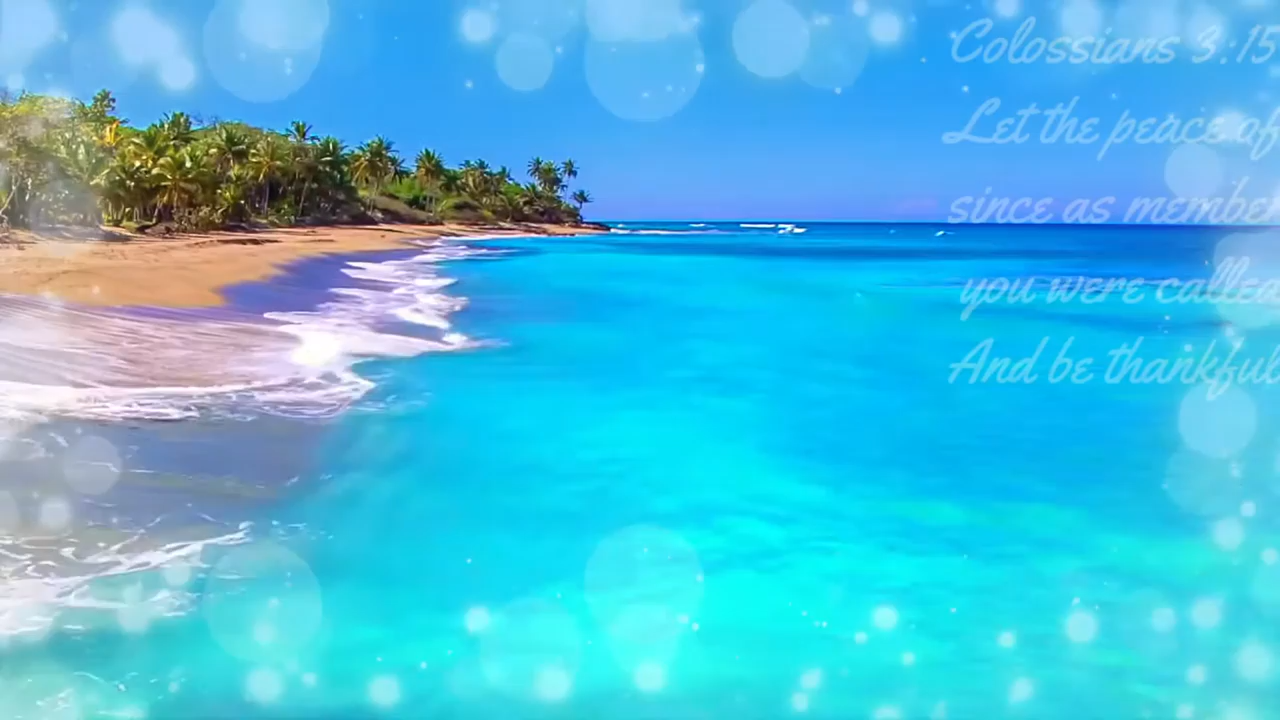 Colossians 3:15
Let the peace of
since as member
you were called
And be thankful